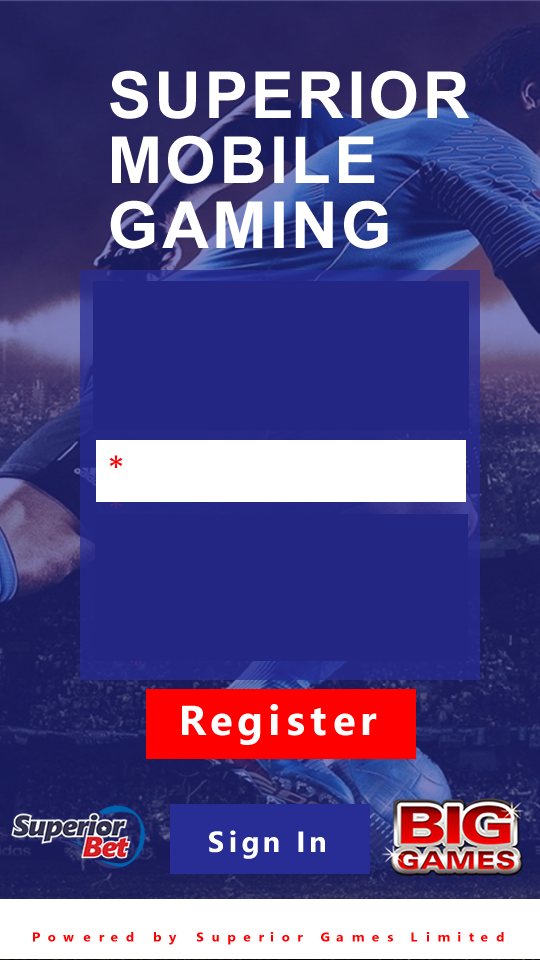 SUPERIOR
MOBILE
GAMING
*
*
Register
Superior
Bet
Sign In
BIG
GAMES
Powered by Superior Games Limited